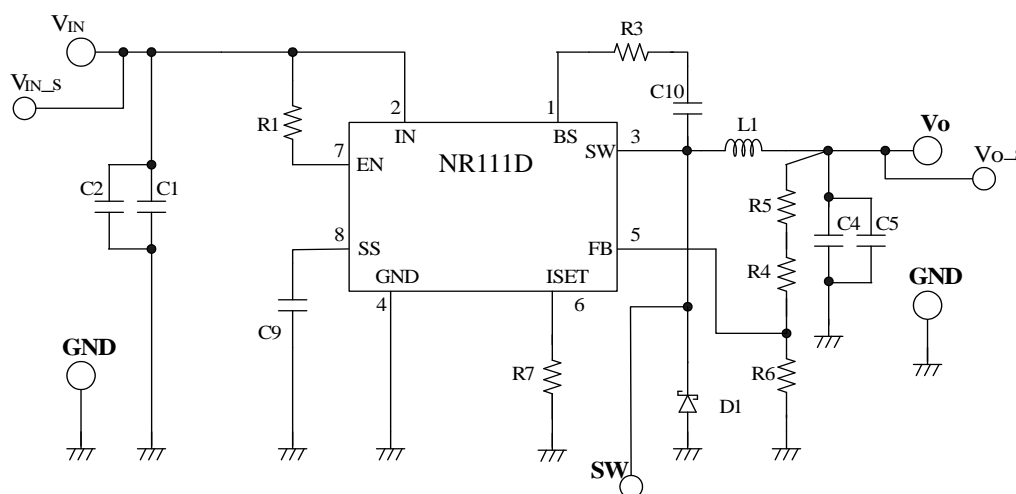 VIN
R3
VIN_S
C10
2
1
L1
Vo
R1
IN
BS
3
SW
7
NR111D
EN
C2
C1
R5
C4
C5
8
5
SS
FB
R4
GND
ISET
GND
4
6
C9
GND
R7
R6
D1
SW